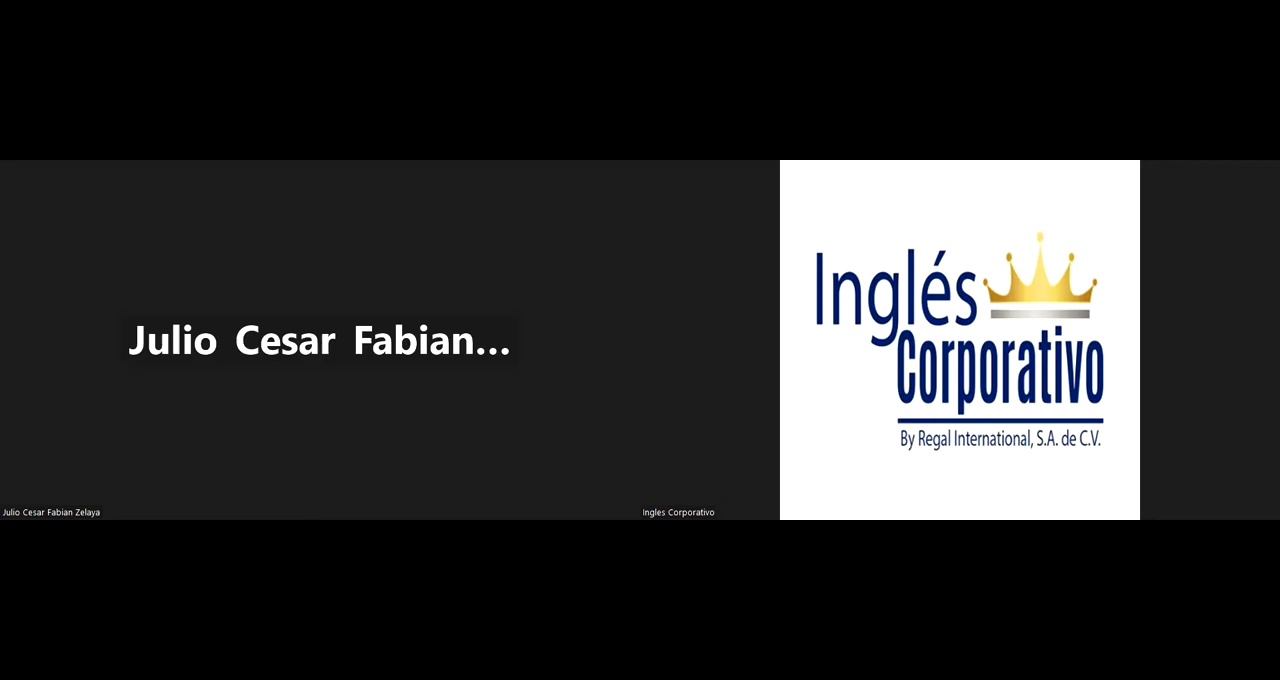 Julio Cesar Fabian...
Julio Cesar Fabian Zelaya
Inglés
Corporativo
By Regal International, S.A. de C.V.
Ingles Corporativo